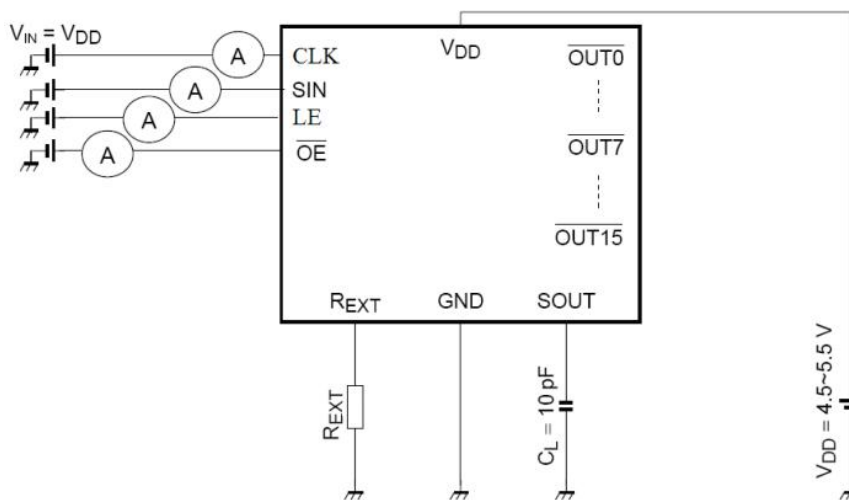 V_IN = V_DD
A CLK V_DD OUT0
A SIN
A LE
A OE OUT7
OUT15
R_EXT GND SOUT
R_EXT
C_L = 10 pF
V_DD = 4.5~5.5 V